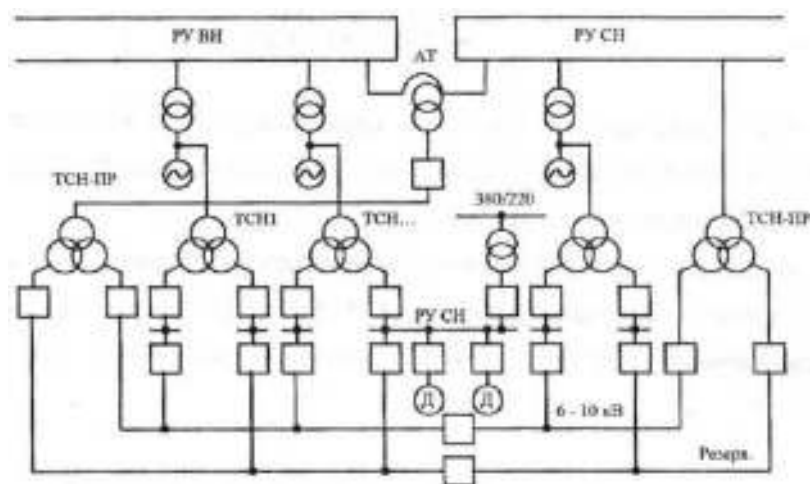 РУ ВН
РУ СН
АТ
ТСН-ПР
380/220
ТСН1
ТСН...
ТСН-ПР
РУ СН
Д
Д
6 - 10 кВ
Резерв.